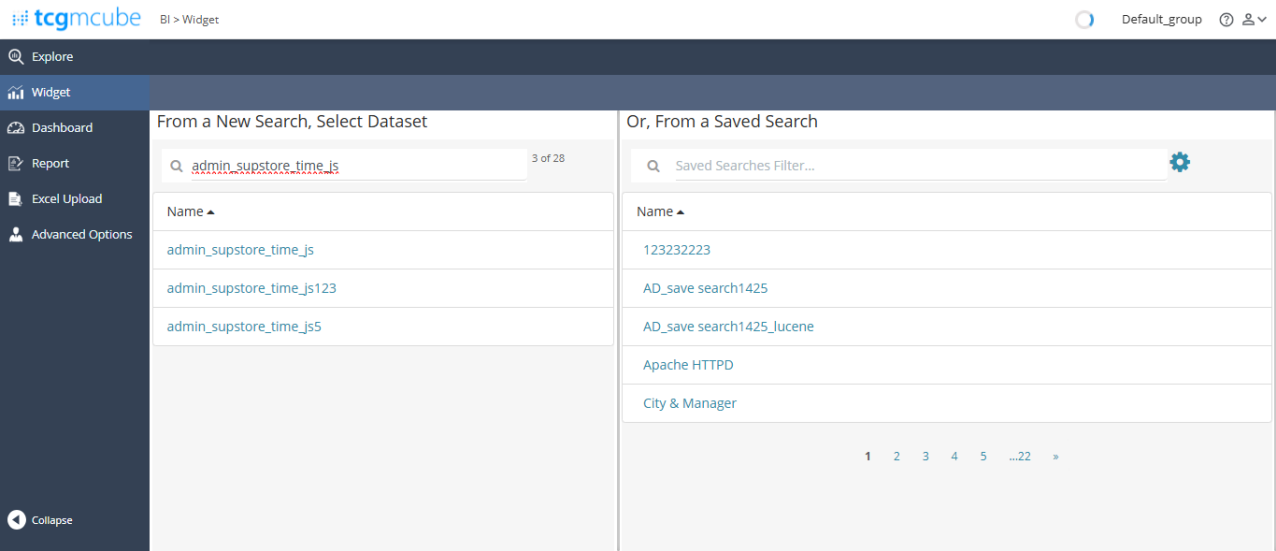 tcgmcube
BI > Widget
Default_group
Explore
Widget
Dashboard
Report
Excel Upload
Advanced Options
Collapse
From a New Search, Select Dataset
admin_supstore_time_js
3 of 28
Name
admin_supstore_time_js
admin_supstore_time_js123
admin_supstore_time_js5
Or, From a Saved Search
Saved Searches Filter...
Name
123232223
AD_save search1425
AD_save search1425_lucene
Apache HTTPD
City & Manager
1 2 3 4 5 ...22 »